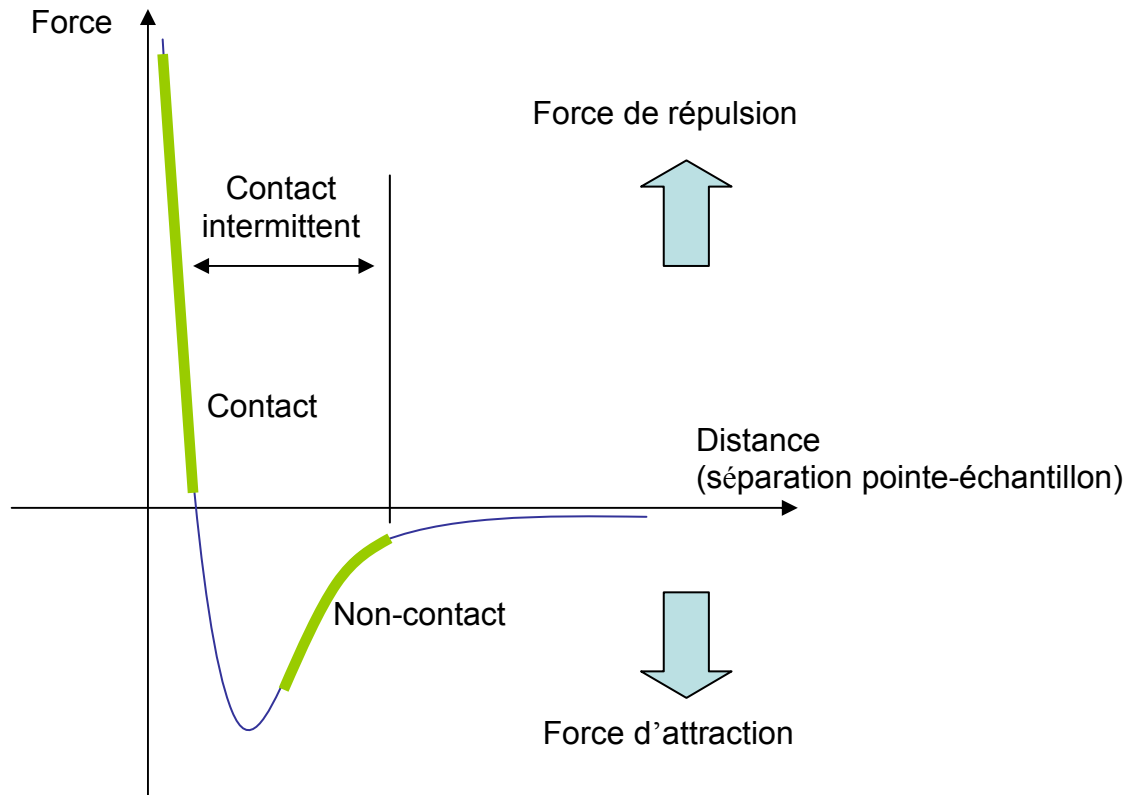 Force
Force de répulsion
Contact
intermittent
Contact
Distance
(séparation pointe-échantillon)
Non-contact
Force d’attraction